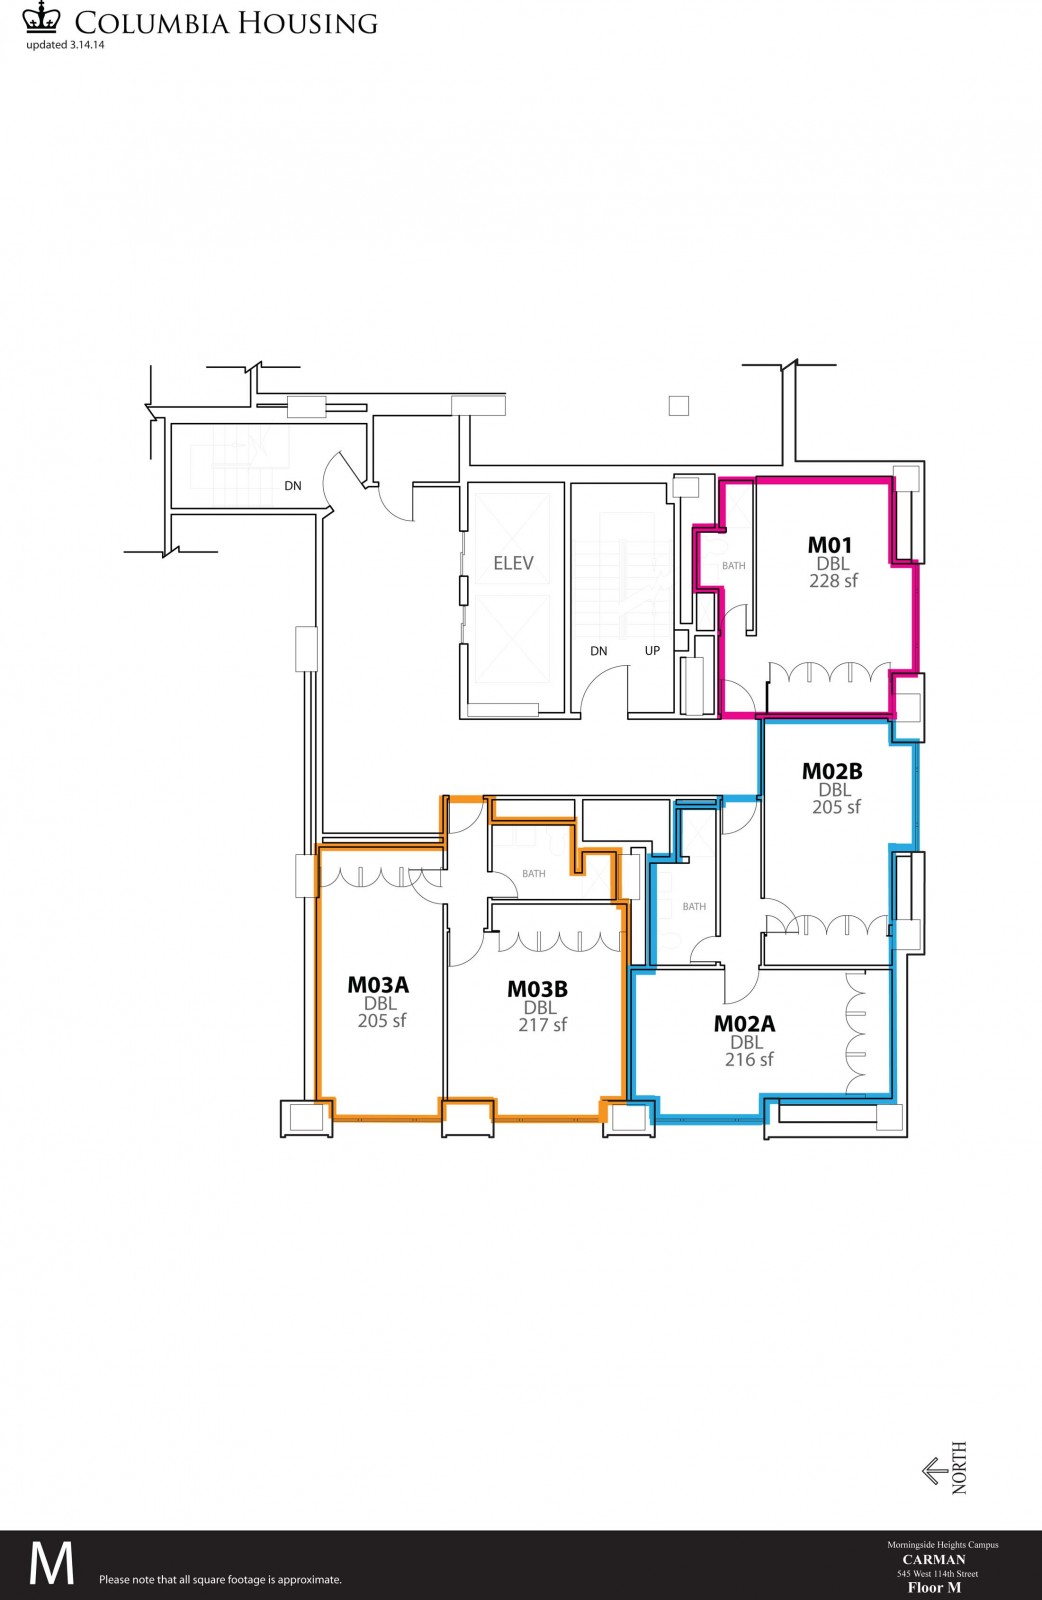 COLUMBIA HOUSING
updated 3.14.14
DN
ELEV
DN
UP
BATH
M01
DBL
228 sf
M02B
DBL
205 sf
BATH
BATH
M03A
DBL
205 sf
M03B
DBL
217 sf
M02A
DBL
216 sf
NORTH
M
Please note that all square footage is approximate.
Morningside Heights Campus
CARMAN
545 West 114th Street
Floor M